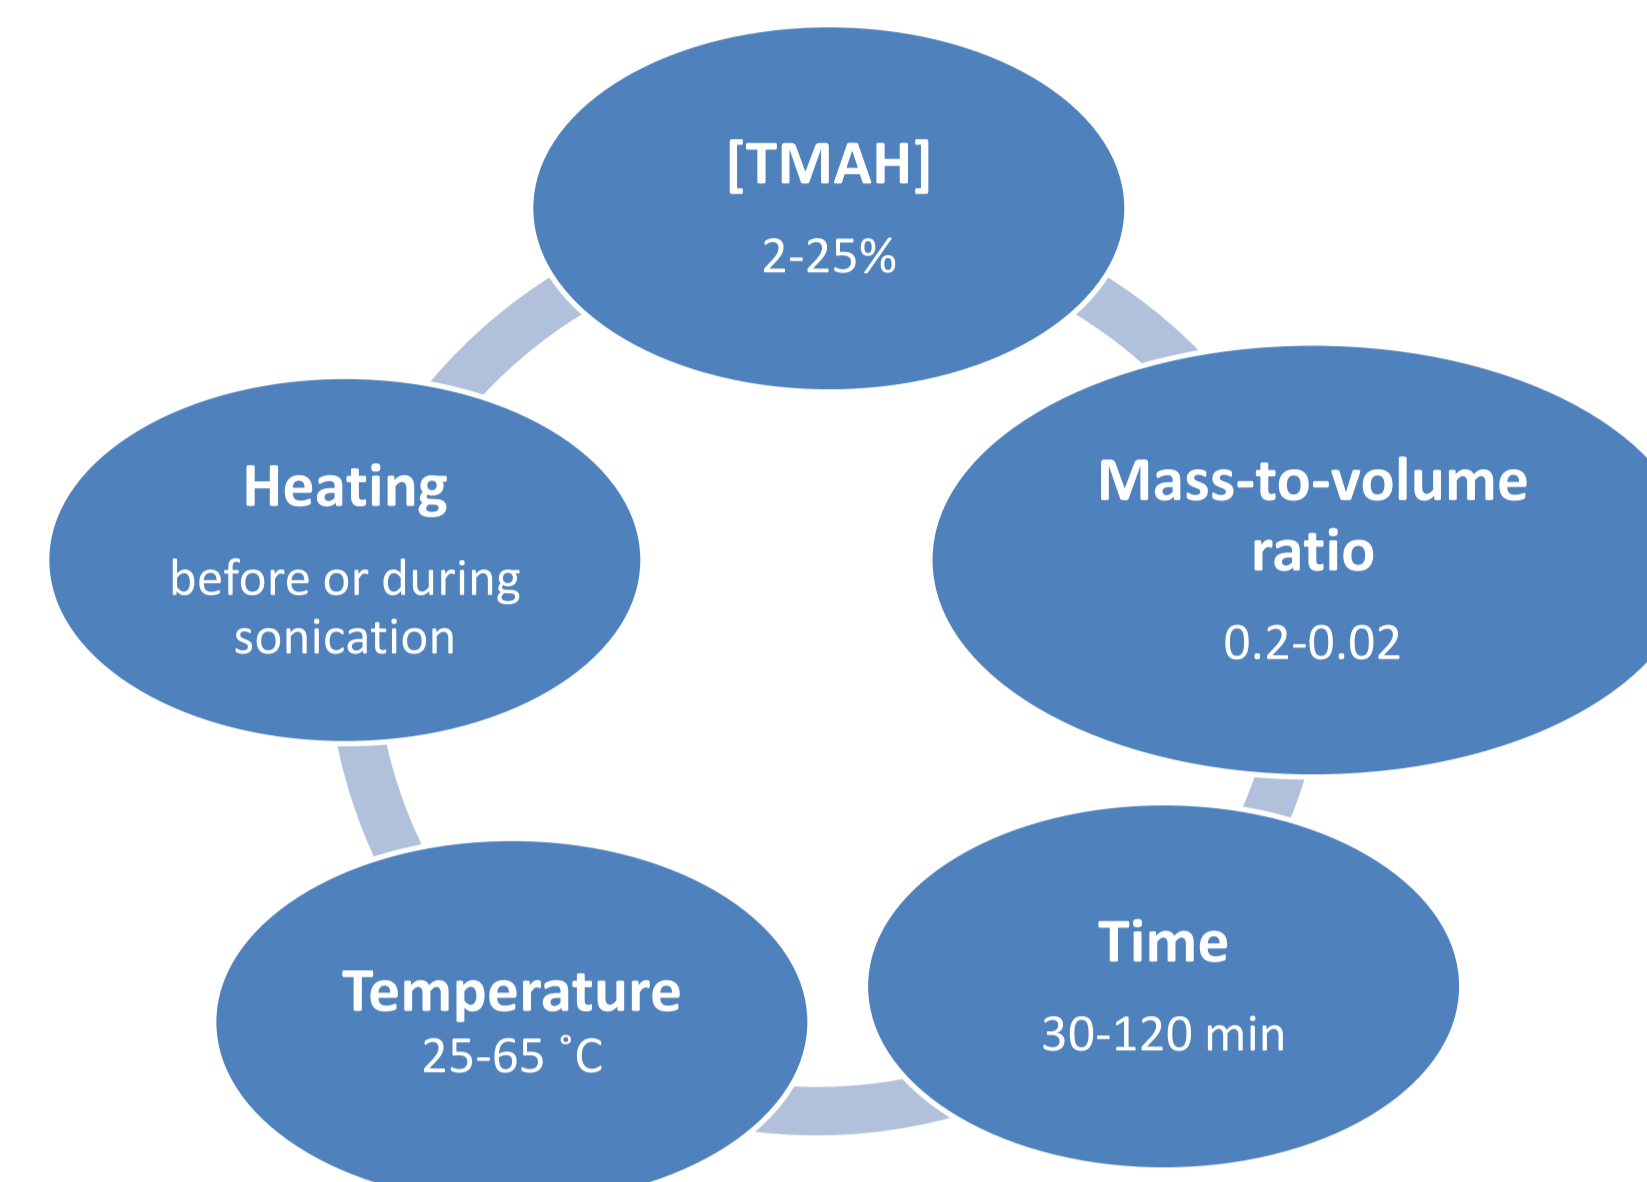 [TMAH]
2-25%
Mass-to-volume
ratio
0.2-0.02
Time
30-120 min
Temperature
25-65 ˚C
Heating
before or during
sonication